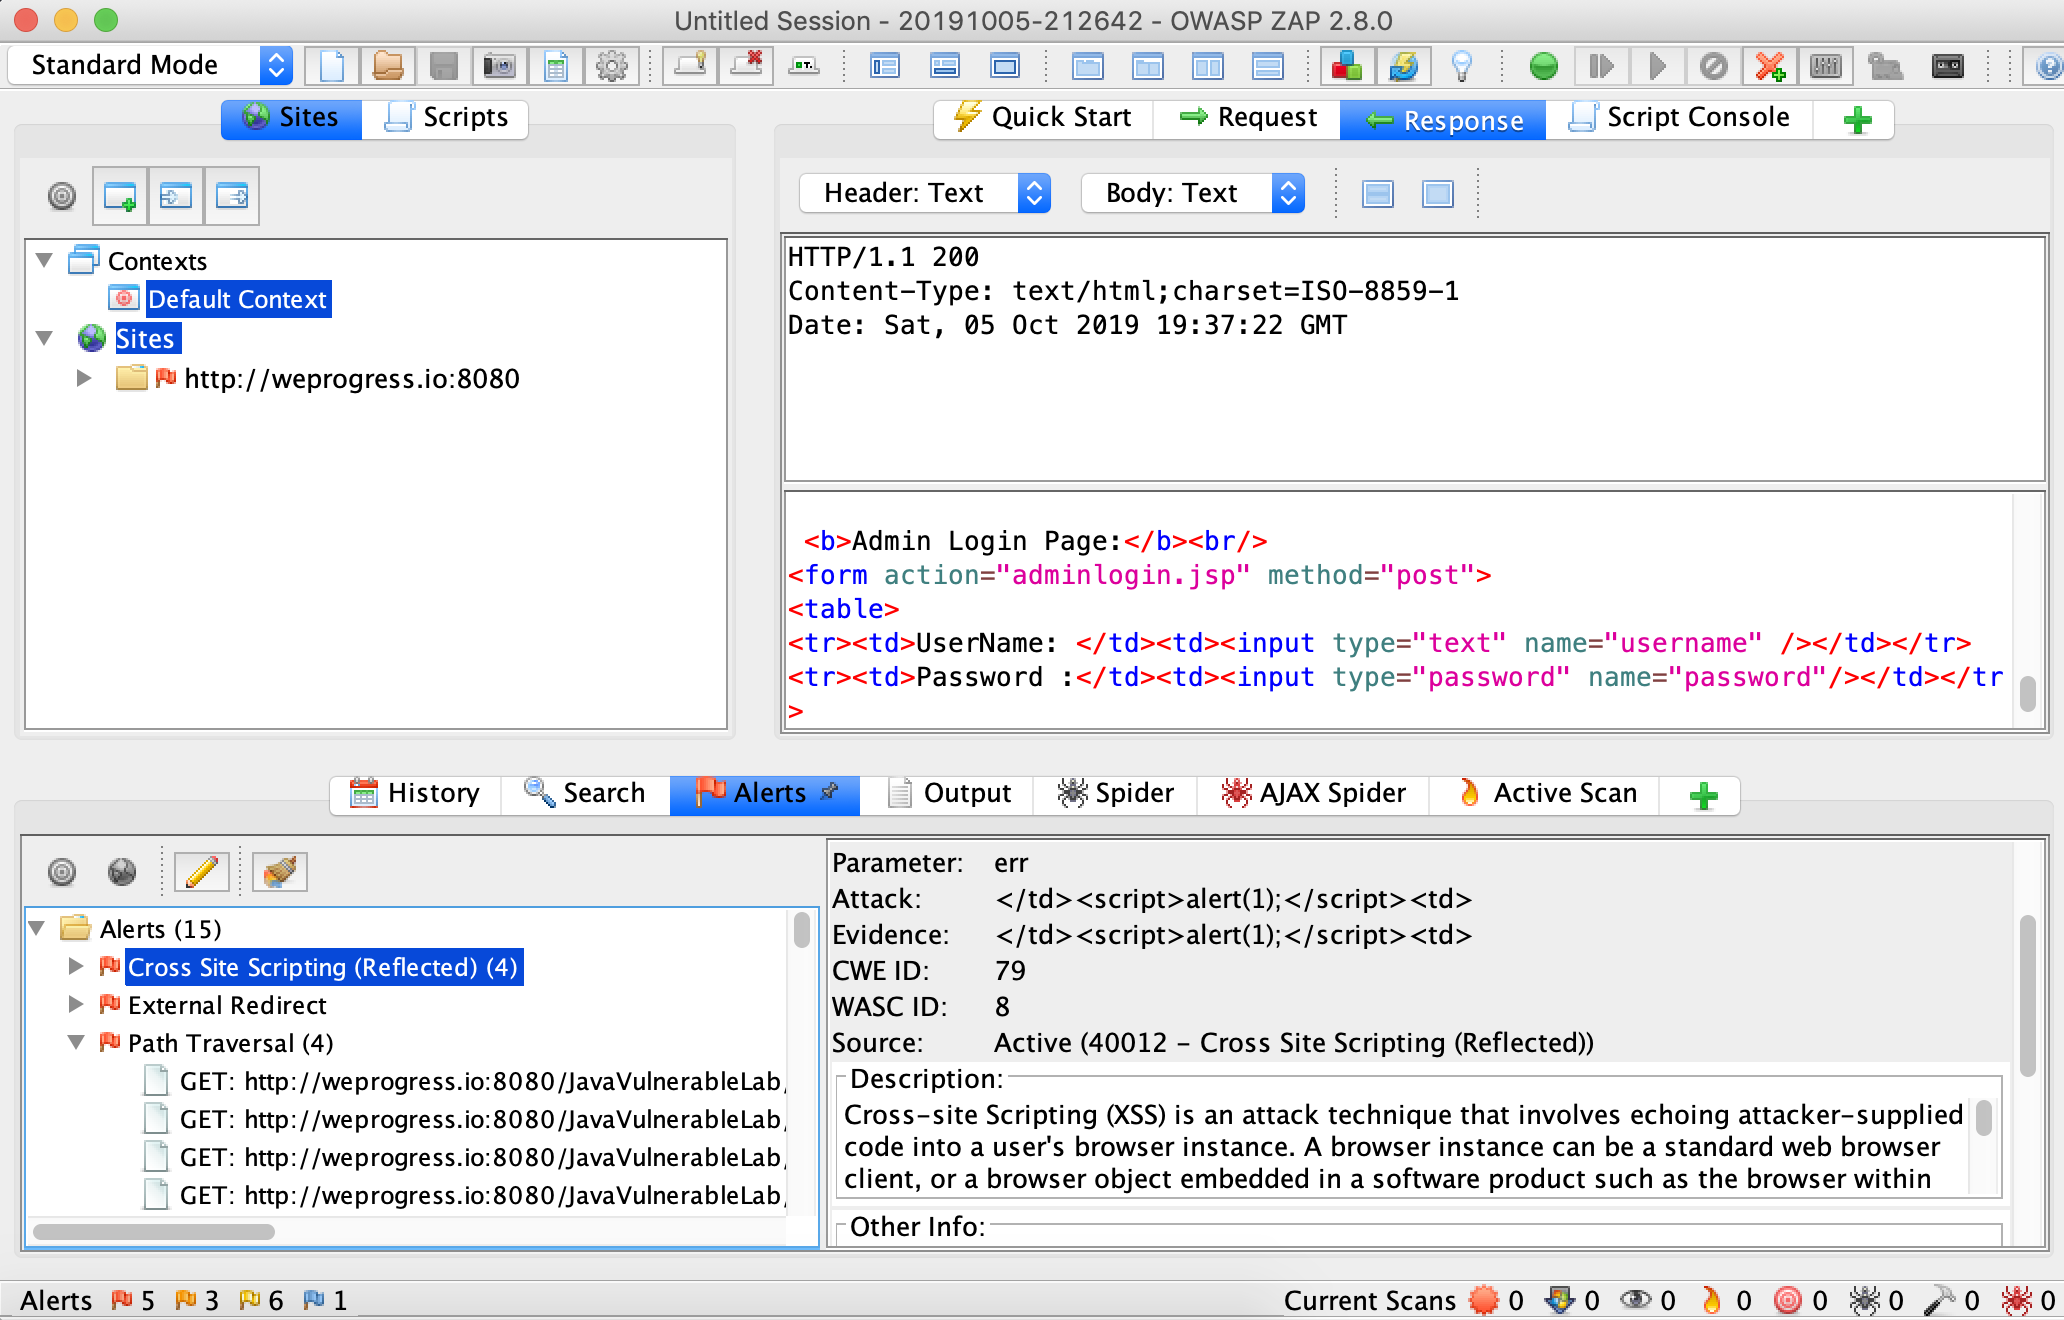 Untitled Session - 20191005-212642 - OWASP ZAP 2.8.0
Standard Mode
Sites
Scripts
Quick Start
Request
Response
Script Console
Header: Text
Body: Text
Contexts
Default Context
Sites
http://weprogress.io:8080
HTTP/1.1 200
Content-Type: text/html;charset=ISO-8859-1
Date: Sat, 05 Oct 2019 19:37:22 GMT
<b>Admin Login Page:</b><br/>
<form action="adminlogin.jsp" method="post">
<table>
<tr><td>UserName: </td><td><input type="text" name="username" /></td></tr>
<tr><td>Password :</td><td><input type="password" name="password"/></td></tr
>
History
Search
Alerts
Output
Spider
AJAX Spider
Active Scan
Alerts (15)
Cross Site Scripting (Reflected) (4)
External Redirect
Path Traversal (4)
GET: http://weprogress.io:8080/JavaVulnerableLab/
GET: http://weprogress.io:8080/JavaVulnerableLab/
GET: http://weprogress.io:8080/JavaVulnerableLab/
GET: http://weprogress.io:8080/JavaVulnerableLab/
Parameter: err
Attack: </td><script>alert(1);</script><td>
Evidence: </td><script>alert(1);</script><td>
CWE ID: 79
WASC ID: 8
Source: Active (40012 - Cross Site Scripting (Reflected))
Description:
Cross-site Scripting (XSS) is an attack technique that involves echoing attacker-supplied
code into a user's browser instance. A browser instance can be a standard web browser
client, or a browser object embedded in a software product such as the browser within
Other Info:
Alerts 5 3 6 1
Current Scans 0 0 0 0 0 0 0 0